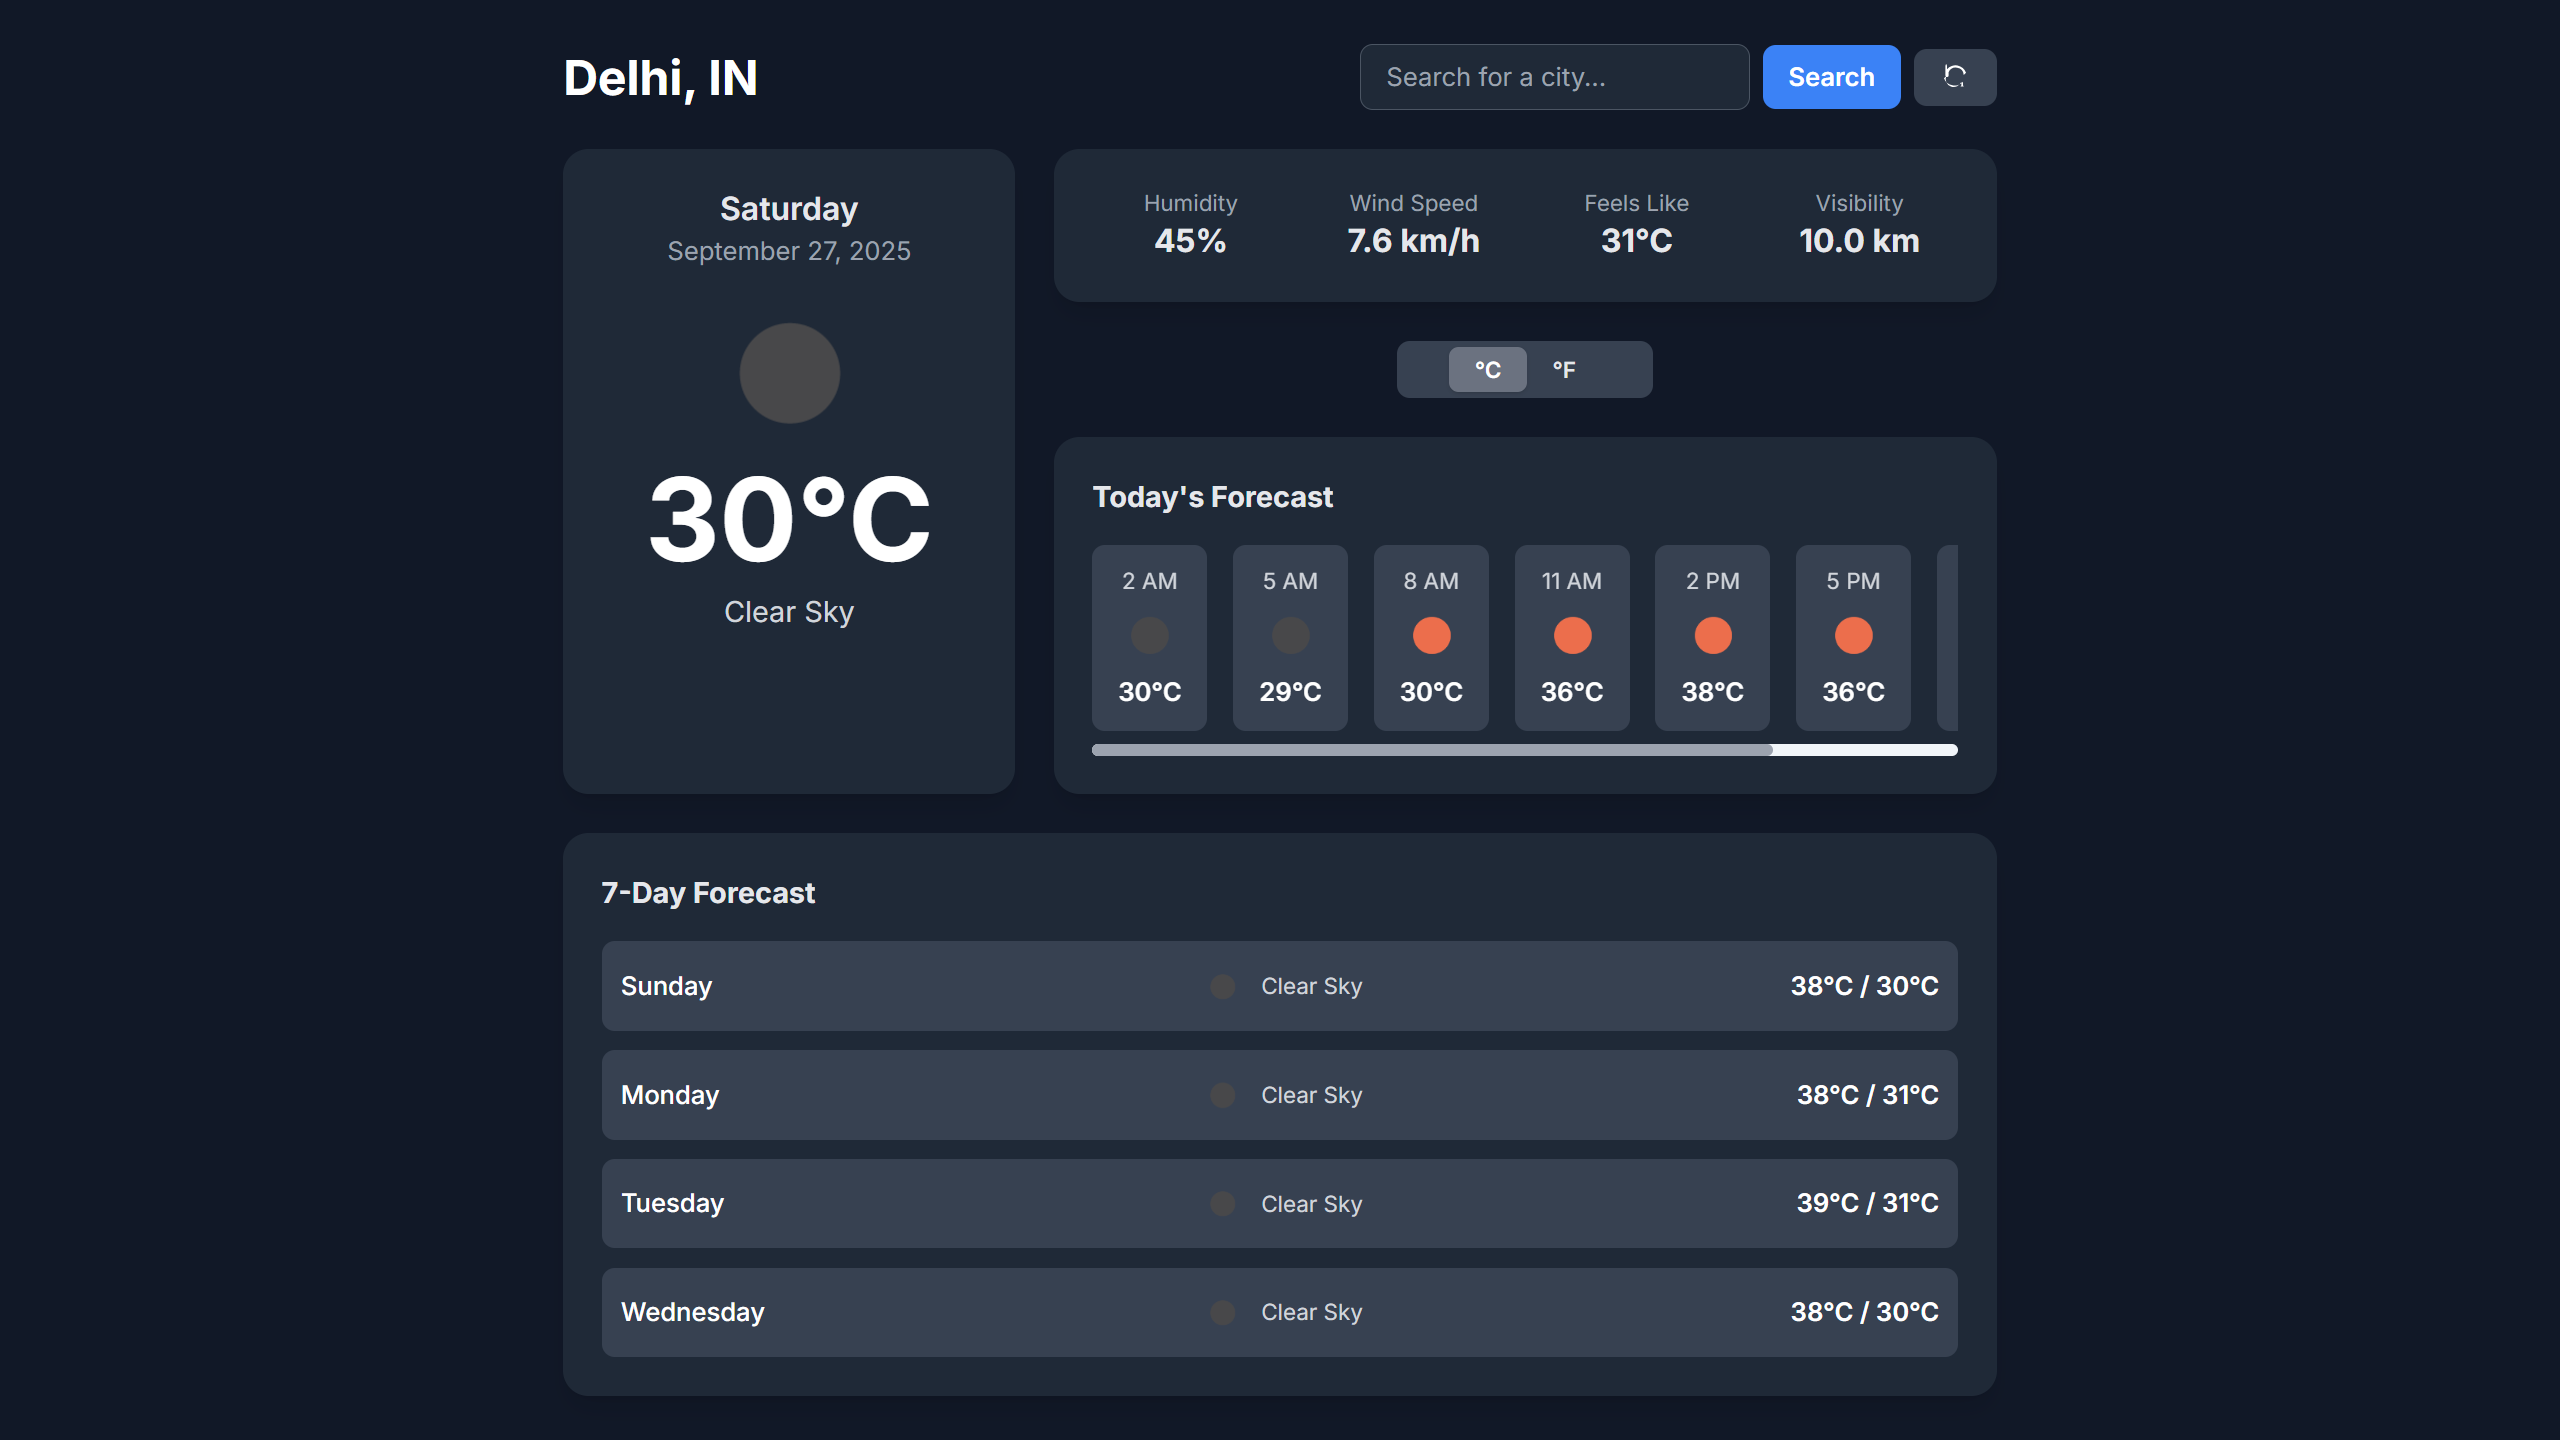 Delhi, IN
Search for a city...
Search
Saturday
September 27, 2025
30°C
Clear Sky
Humidity
45%
Wind Speed
7.6 km/h
Feels Like
31°C
Visibility
10.0 km
°C
°F
Today's Forecast
2 AM
30°C
5 AM
29°C
8 AM
30°C
11 AM
36°C
2 PM
38°C
5 PM
36°C
7-Day Forecast
Sunday
Clear Sky
38°C / 30°C
Monday
Clear Sky
38°C / 31°C
Tuesday
Clear Sky
39°C / 31°C
Wednesday
Clear Sky
38°C / 30°C